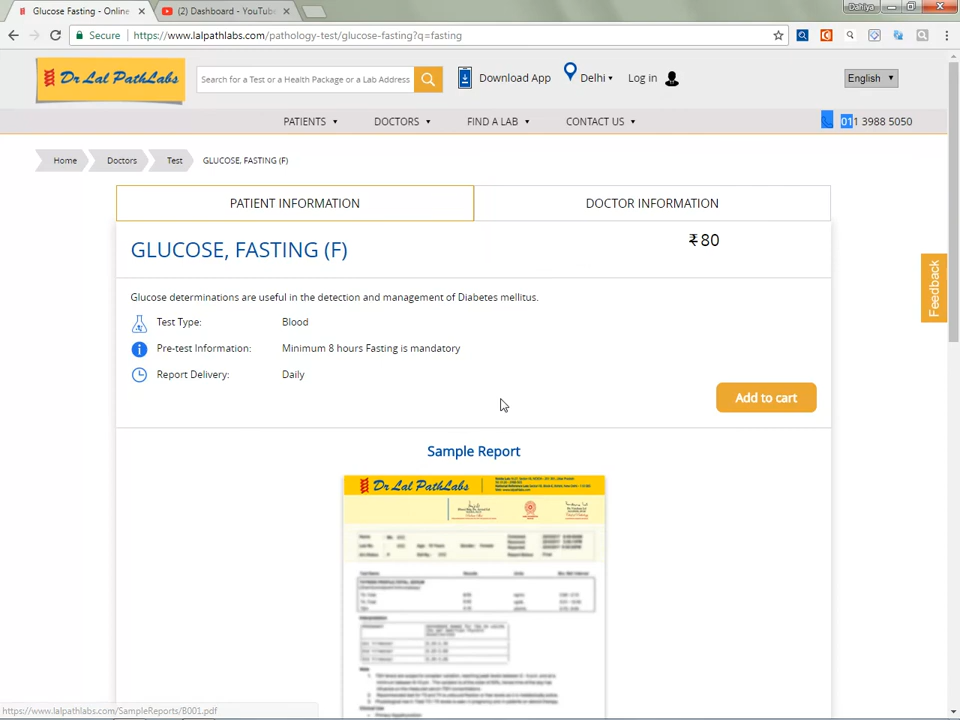 Glucose Fasting - Online
(2) Dashboard - YouTube
Dahiya
Secure
https://www.lalpathlabs.com/pathology-test/glucose-fasting?q=fasting
Dr Lal PathLabs
Search for a Test or a Health Package or a Lab Address
Download App
Delhi
Log in
English
PATIENTS
DOCTORS
FIND A LAB
CONTACT US
011 3988 5050
Home
Doctors
Test
GLUCOSE, FASTING (F)
PATIENT INFORMATION
DOCTOR INFORMATION
GLUCOSE, FASTING (F)
₹80
Glucose determinations are useful in the detection and management of Diabetes mellitus.
Test Type: Blood
Pre-test Information: Minimum 8 hours Fasting is mandatory
Report Delivery: Daily
Add to cart
Feedback
Sample Report
Dr Lal PathLabs
https://www.lalpathlabs.com/SampleReports/B001.pdf